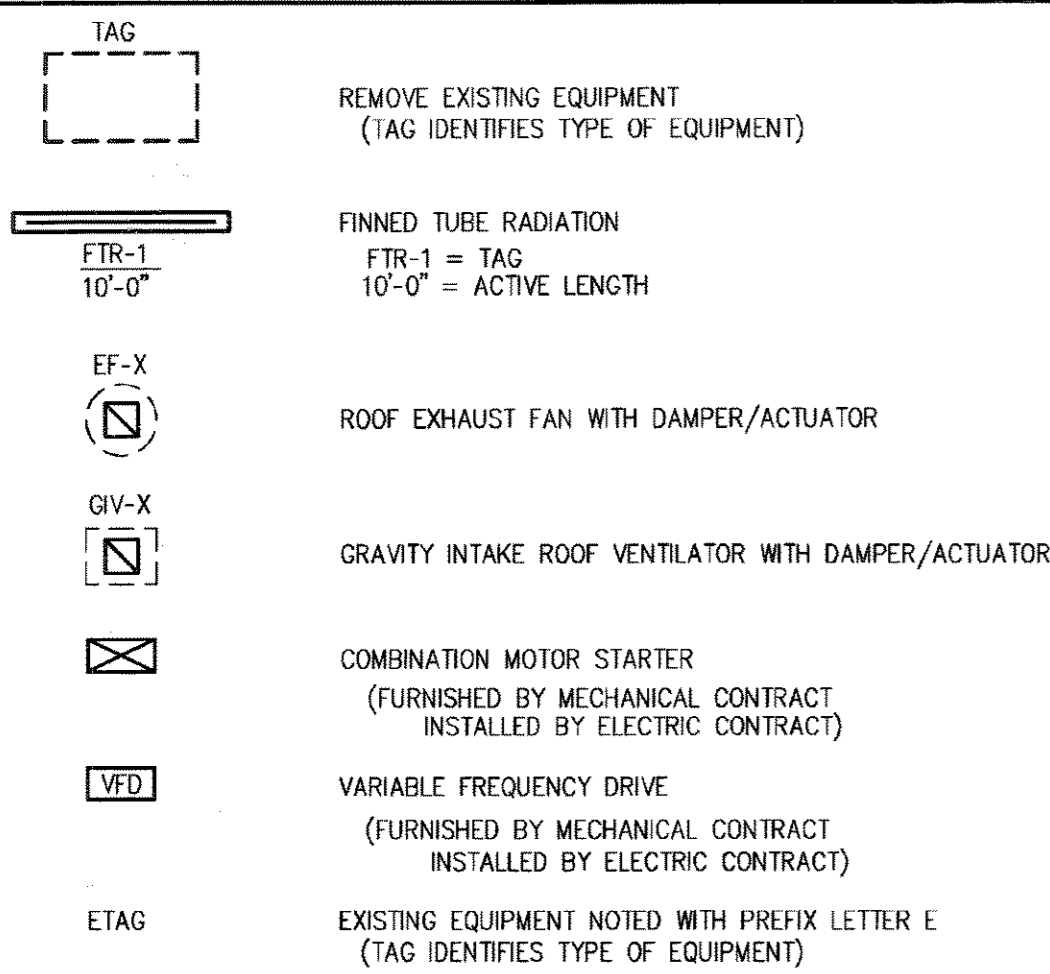 TAG
REMOVE EXISTING EQUIPMENT
(TAG IDENTIFIES TYPE OF EQUIPMENT)
FINNED TUBE RADIATION
FTR-1
10'-0"
FTR-1 = TAG
10'-0" = ACTIVE LENGTH
EF-X
ROOF EXHAUST FAN WITH DAMPER/ACTUATOR
GIV-X
GRAVITY INTAKE ROOF VENTILATOR WITH DAMPER/ACTUATOR
COMBINATION MOTOR STARTER
(FURNISHED BY MECHANICAL CONTRACT
INSTALLED BY ELECTRIC CONTRACT)
VFD
VARIABLE FREQUENCY DRIVE
(FURNISHED BY MECHANICAL CONTRACT
INSTALLED BY ELECTRIC CONTRACT)
ETAG
EXISTING EQUIPMENT NOTED WITH PREFIX LETTER E
(TAG IDENTIFIES TYPE OF EQUIPMENT)